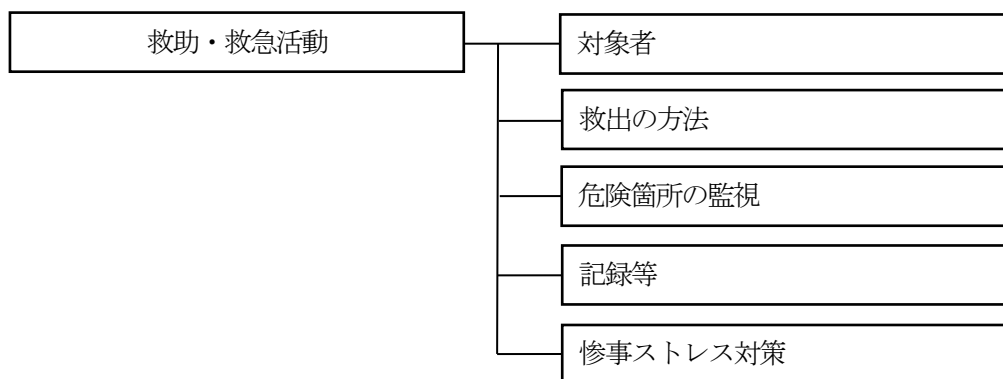 救助・救急活動
対象者
救出の方法
危険箇所の監視
記録等
惨事ストレス対策